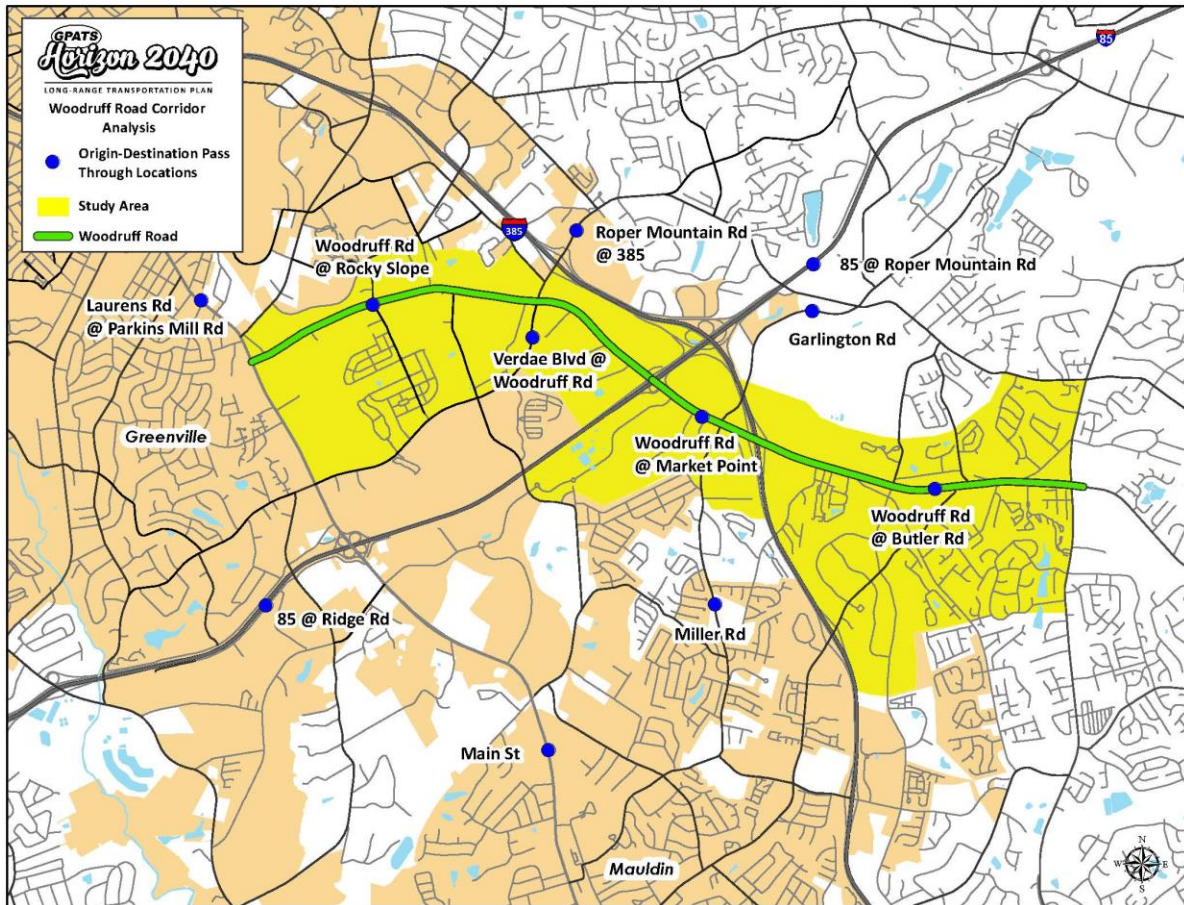 GPATS
Horizon 2040
LONG-RANGE TRANSPORTATION PLAN
Woodruff Road Corridor
Analysis
Origin-Destination Pass
Through Locations
Study Area
Woodruff Road
85
385
Woodruff Rd
@ Rocky Slope
Roper Mountain Rd
@ 385
85 @ Roper Mountain Rd
Laurens Rd
@ Parkins Mill Rd
Verdae Blvd @
Woodruff Rd
Garlington Rd
Greenville
Woodruff Rd
@ Market Point
Woodruff Rd
@ Butler Rd
85 @ Ridge Rd
Miller Rd
Main St
Mauldin
N
W
E
S